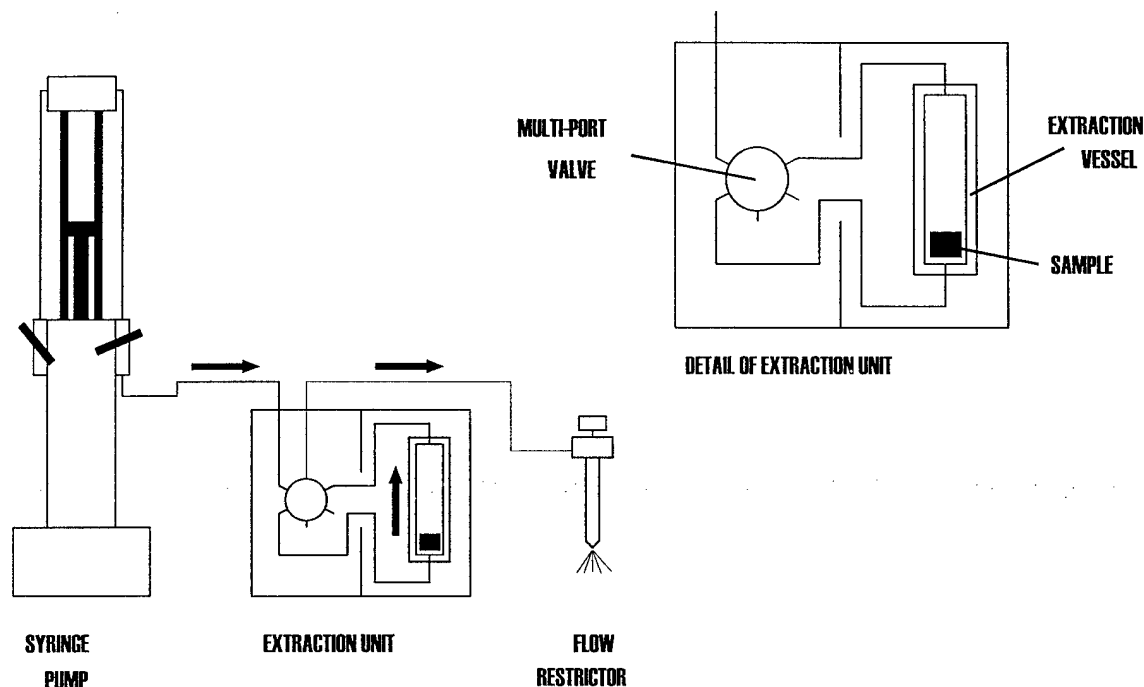 MULTI-PORT
VALVE
EXTRACTION
VESSEL
SAMPLE
DETAIL OF EXTRACTION UNIT
SYRINGE
PUMP
EXTRACTION UNIT
FLOW
RESTRICTOR